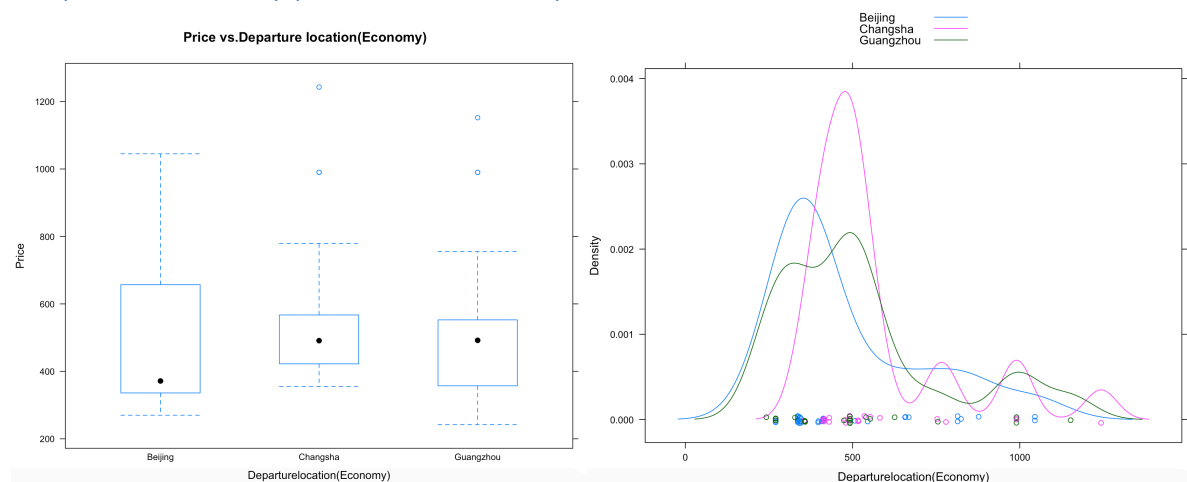 Price vs.Departure location(Economy)
Price
1200
1000
800
600
400
200
Beijing
Changsha
Guangzhou
Departurelocation(Economy)
Beijing
Changsha
Guangzhou
Density
0.004
0.003
0.002
0.001
0.000
0
500
1000
Departurelocation(Economy)